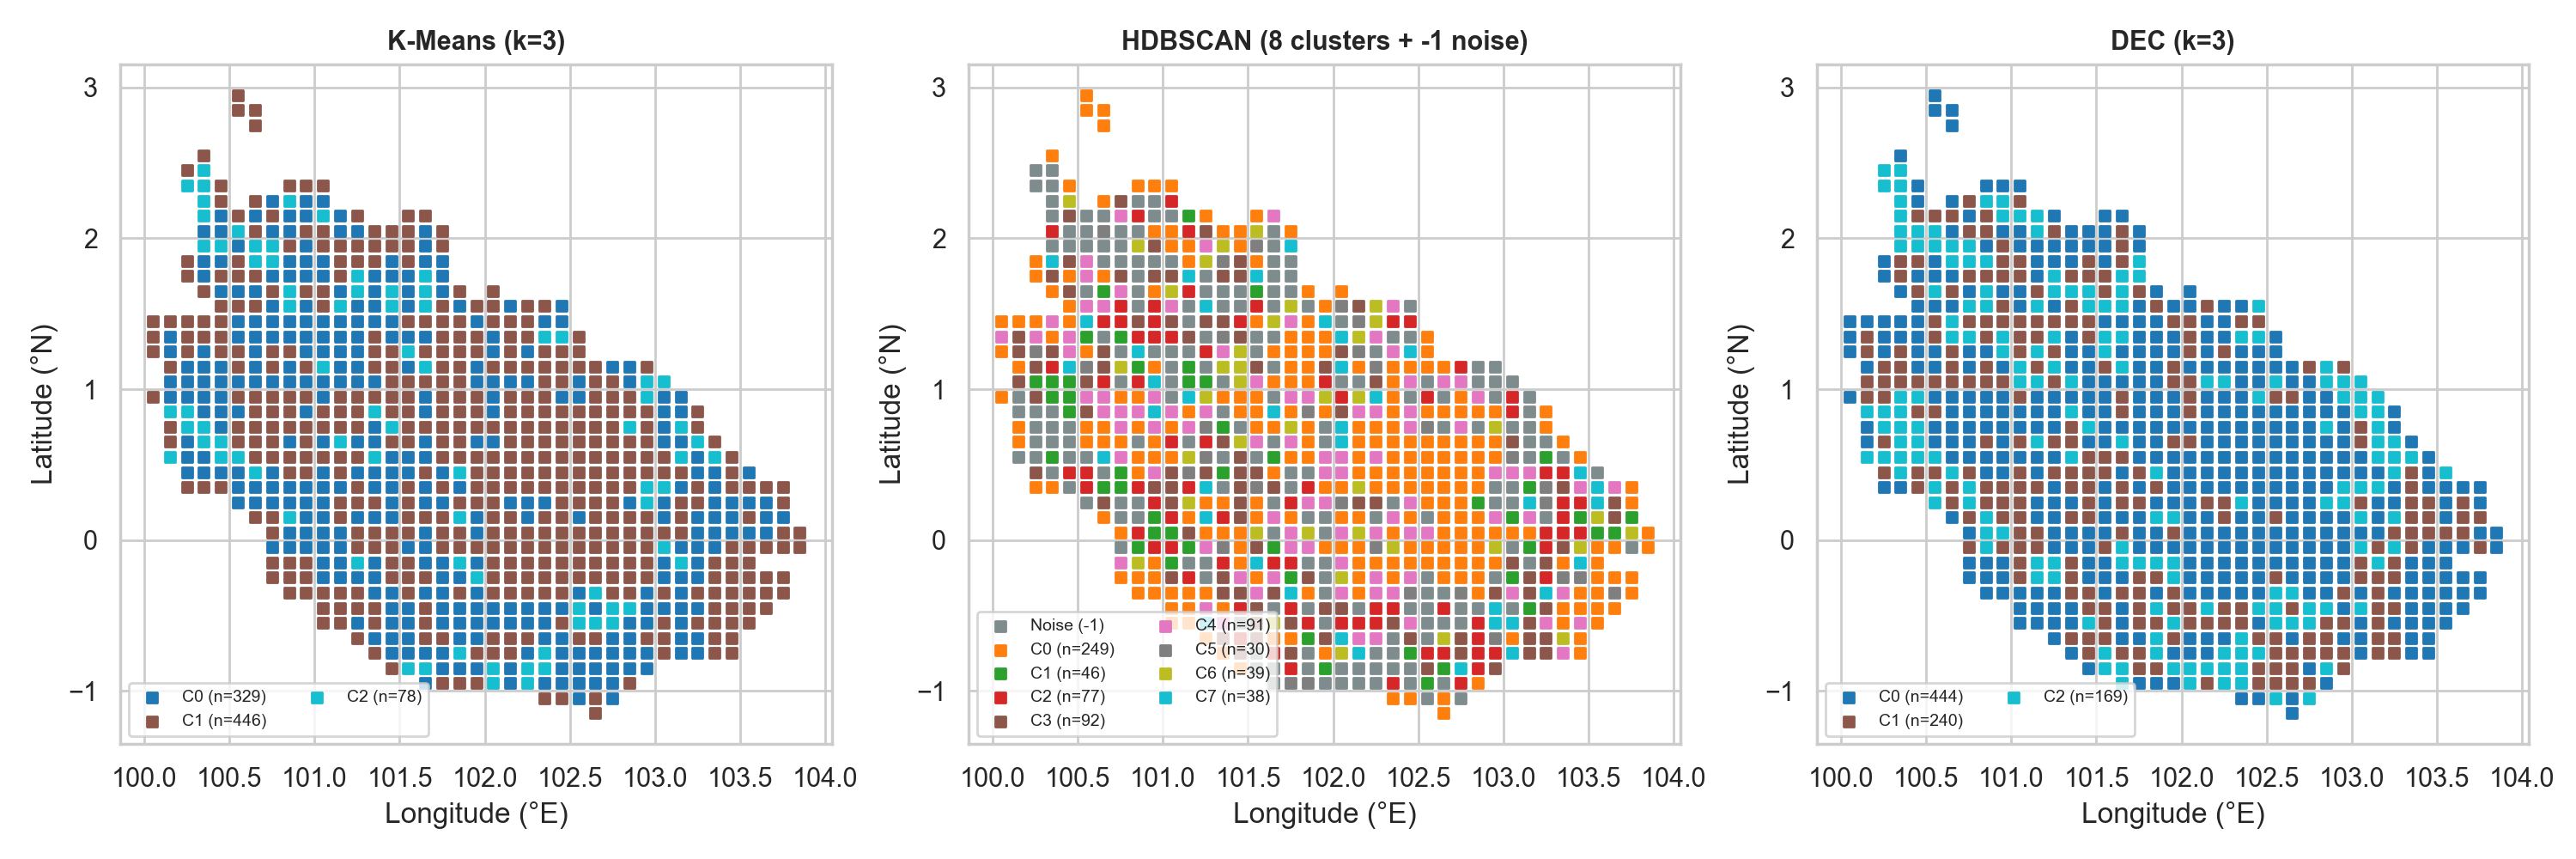 K-Means (k=3)
3
2
1
0
−1
Latitude (°N)
C0 (n=329)
C1 (n=446)
C2 (n=78)
100.0 100.5 101.0 101.5 102.0 102.5 103.0 103.5 104.0
Longitude (°E)
HDBSCAN (8 clusters + -1 noise)
3
2
1
0
−1
Latitude (°N)
Noise (-1)
C0 (n=249)
C1 (n=46)
C2 (n=77)
C3 (n=92)
C4 (n=91)
C5 (n=30)
C6 (n=39)
C7 (n=38)
100.0 100.5 101.0 101.5 102.0 102.5 103.0 103.5 104.0
Longitude (°E)
DEC (k=3)
3
2
1
0
−1
Latitude (°N)
C0 (n=444)
C1 (n=240)
C2 (n=169)
100.0 100.5 101.0 101.5 102.0 102.5 103.0 103.5 104.0
Longitude (°E)